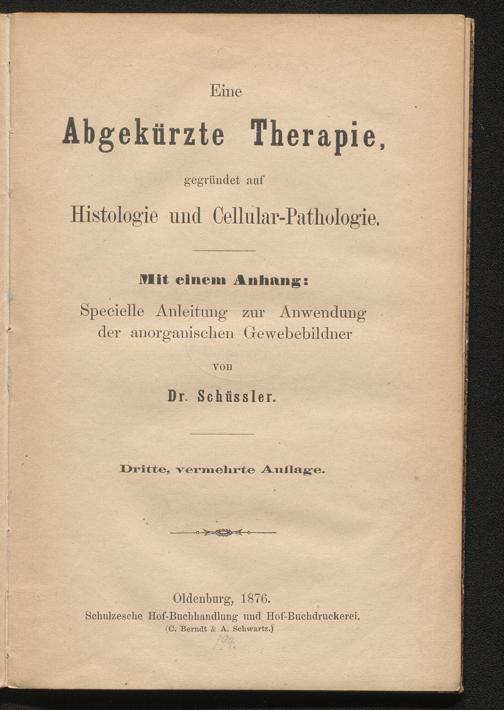 Eine
Abgekürzte Therapie,
gegründet auf
Histologie und Cellular-Pathologie.
Mit einem Anhang:
Specielle Anleitung zur Anwendung
der anorganischen Gewebebildner
von
Dr. Schüssler.
Dritte, vermehrte Auflage.
Oldenburg, 1876.
Schulzesche Hof-Buchhandlung und Hof-Buchdruckerei.
(C. Berndt & A. Schwartz.)